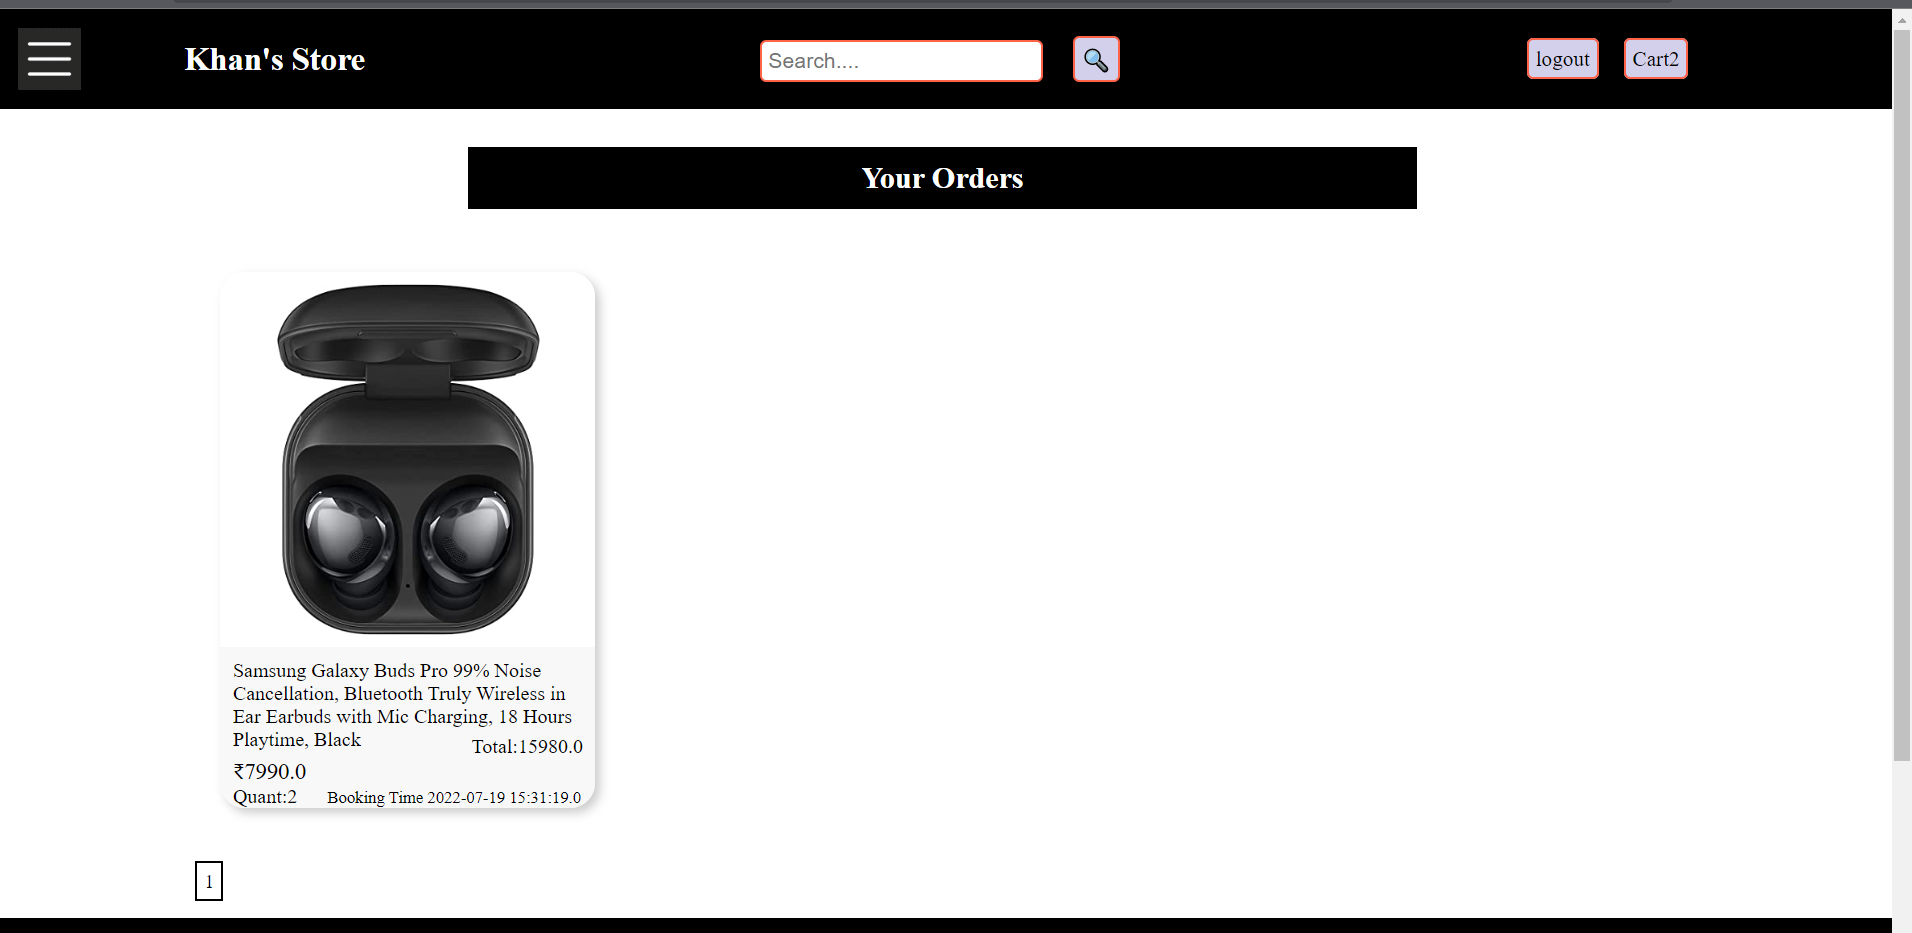 Khan's Store
Search....
logout
Cart2
Your Orders
Samsung Galaxy Buds Pro 99% Noise
Cancellation, Bluetooth Truly Wireless in
Ear Earbuds with Mic Charging, 18 Hours
Playtime, Black
Total:15980.0
₹7990.0
Quant:2
Booking Time 2022-07-19 15:31:19.0
1